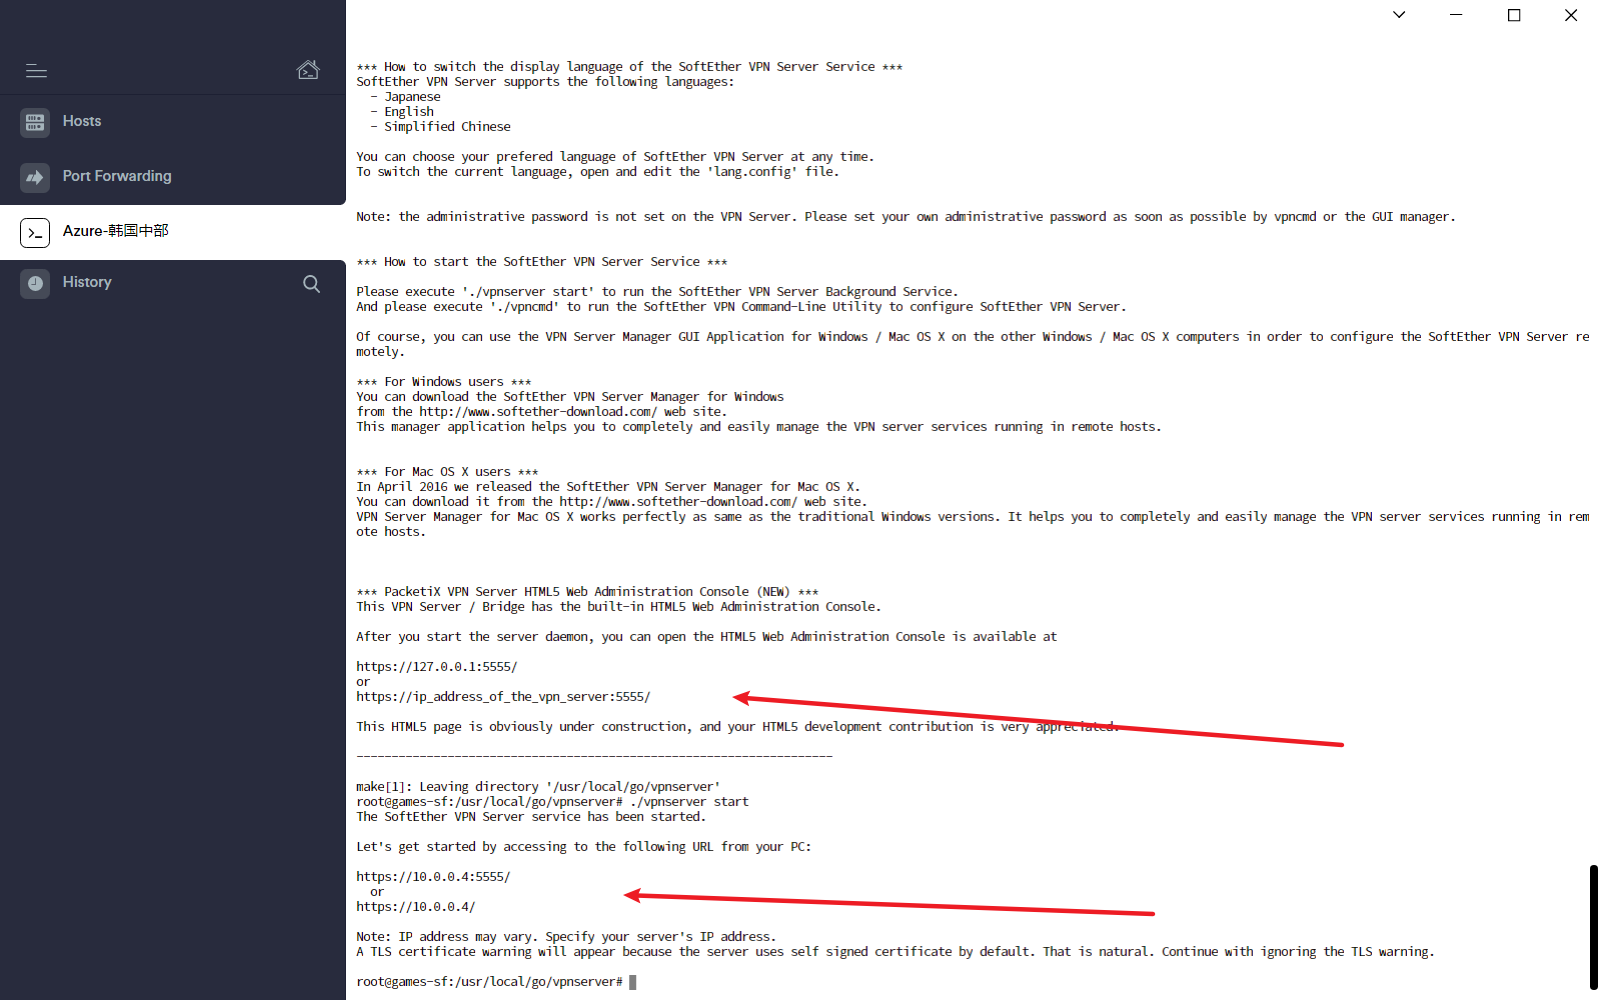 Hosts
Port Forwarding
Azure-韩国中部
History
*** How to switch the display language of the SoftEther VPN Server Service ***
SoftEther VPN Server supports the following languages:
- Japanese
- English
- Simplified Chinese
You can choose your prefered language of SoftEther VPN Server at any time.
To switch the current language, open and edit the 'lang.config' file.
Note: the administrative password is not set on the VPN Server. Please set your own administrative password as soon as possible by vpncmd or the GUI manager.
*** How to start the SoftEther VPN Server Service ***
Please execute './vpnserver start' to run the SoftEther VPN Server Background Service.
And please execute './vpncmd' to run the SoftEther VPN Command-Line Utility to configure SoftEther VPN Server.
Of course, you can use the VPN Server Manager GUI Application for Windows / Mac OS X on the other Windows / Mac OS X computers in order to configure the SoftEther VPN Server re
motely.
*** For Windows users ***
You can download the SoftEther VPN Server Manager for Windows
from the http://www.softether-download.com/ web site.
This manager application helps you to completely and easily manage the VPN server services running in remote hosts.
*** For Mac OS X users ***
In April 2016 we released the SoftEther VPN Server Manager for Mac OS X.
You can download it from the http://www.softether-download.com/ web site.
VPN Server Manager for Mac OS X works perfectly as same as the traditional Windows versions. It helps you to completely and easily manage the VPN server services running in rem
ote hosts.
*** PacketiX VPN Server HTML5 Web Administration Console (NEW) ***
This VPN Server / Bridge has the built-in HTML5 Web Administration Console.
After you start the server daemon, you can open the HTML5 Web Administration Console is available at
https://127.0.0.1:5555/
or
https://ip_address_of_the_vpn_server:5555/
This HTML5 page is obviously under construction, and your HTML5 development contribution is very appreciated.
--------------------------------------------------------------------
make[1]: Leaving directory '/usr/local/go/vpnserver'
root@games-sf:/usr/local/go/vpnserver# ./vpnserver start
The SoftEther VPN Server service has been started.
Let's get started by accessing to the following URL from your PC:
https://10.0.0.4:5555/
or
https://10.0.0.4/
Note: IP address may vary. Specify your server's IP address.
A TLS certificate warning will appear because the server uses self signed certificate by default. That is natural. Continue with ignoring the TLS warning.
root@games-sf:/usr/local/go/vpnserver#